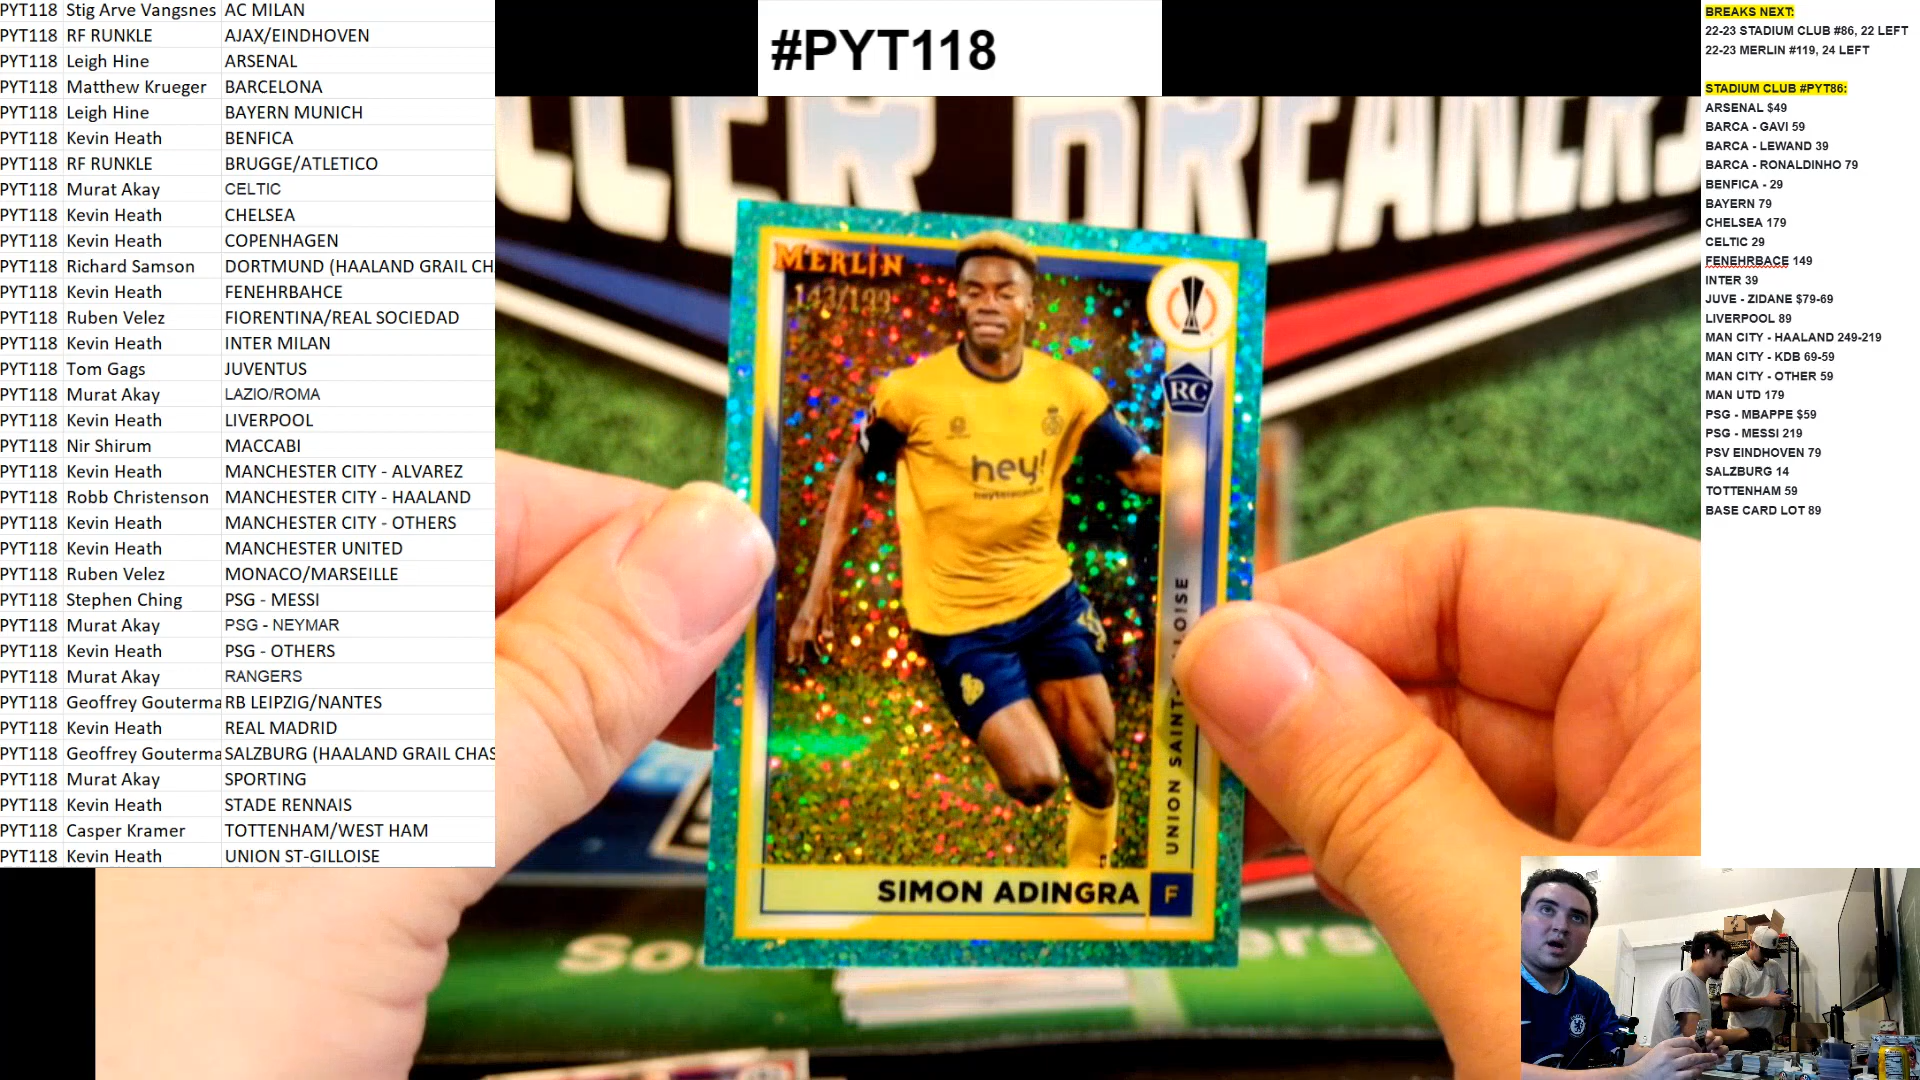 PYT118 Stig Arve Vangsnes AC MILAN
PYT118 RF RUNKLE AJAX/EINDHOVEN
PYT118 Leigh Hine ARSENAL
PYT118 Matthew Krueger BARCELONA
PYT118 Leigh Hine BAYERN MUNICH
PYT118 Kevin Heath BENFICA
PYT118 RF RUNKLE BRUGGE/ATLETICO
PYT118 Murat Akay CELTIC
PYT118 Kevin Heath CHELSEA
PYT118 Kevin Heath COPENHAGEN
PYT118 Richard Samson DORTMUND (HAALAND GRAIL CH
PYT118 Kevin Heath FENEHRBAHCE
PYT118 Ruben Velez FIORENTINA/REAL SOCIEDAD
PYT118 Kevin Heath INTER MILAN
PYT118 Tom Gags JUVENTUS
PYT118 Murat Akay LAZIO/ROMA
PYT118 Kevin Heath LIVERPOOL
PYT118 Nir Shirum MACCABI
PYT118 Kevin Heath MANCHESTER CITY - ALVAREZ
PYT118 Robb Christenson MANCHESTER CITY - HAALAND
PYT118 Kevin Heath MANCHESTER CITY - OTHERS
PYT118 Kevin Heath MANCHESTER UNITED
PYT118 Ruben Velez MONACO/MARSEILLE
PYT118 Stephen Ching PSG - MESSI
PYT118 Murat Akay PSG - NEYMAR
PYT118 Kevin Heath PSG - OTHERS
PYT118 Murat Akay RANGERS
PYT118 Geoffrey Gouterma RB LEIPZIG/NANTES
PYT118 Kevin Heath REAL MADRID
PYT118 Geoffrey Gouterma SALZBURG (HAALAND GRAIL CHAS
PYT118 Murat Akay SPORTING
PYT118 Kevin Heath STADE RENNAIS
PYT118 Casper Kramer TOTTENHAM/WEST HAM
PYT118 Kevin Heath UNION ST-GILLOISE
#PYT118
MERLIN
RC
hey!
UNION SAINT-
SIMON ADINGRA F
BREAKS NEXT:
22-23 STADIUM CLUB #86, 22 LEFT
22-23 MERLIN #119, 24 LEFT
STADIUM CLUB #PYT86:
ARSENAL $49
BARCA - GAVI 59
BARCA - LEWAND 39
BARCA - RONALDINHO 79
BENFICA - 29
BAYERN 79
CHELSEA 179
CELTIC 29
FENEHRBACE 149
INTER 39
JUVE - ZIDANE $79-69
LIVERPOOL 89
MAN CITY - HAALAND 249-219
MAN CITY - KDB 69-59
MAN CITY - OTHER 59
MAN UTD 179
PSG - MBAPPE $59
PSG - MESSI 219
PSV EINDHOVEN 79
SALZBURG 14
TOTTENHAM 59
BASE CARD LOT 89